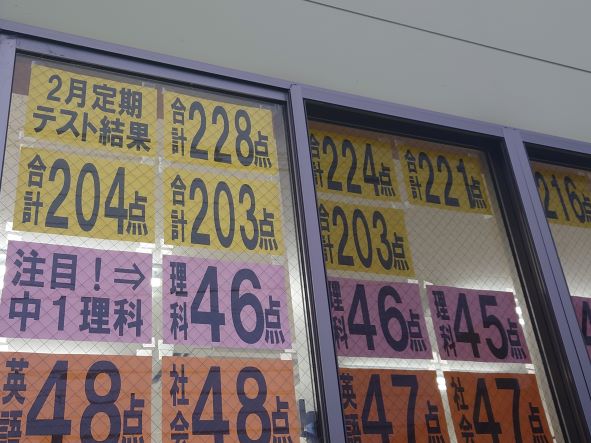 2月定期
テスト結果
合計228点
合計224点
合計221点
216点
合計204点
合計203点
合計203点
注目!⇒
中1理科
理科46点
理科46点
理科45点
英語48点
社会48点
英語47点
社会47点